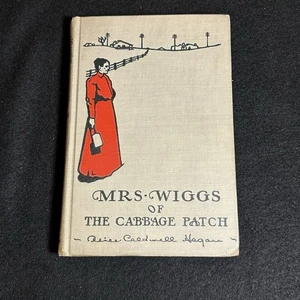 MRS·WIGGS
OF
THE CABBAGE PATCH
- Alice Caldwell Hegan -